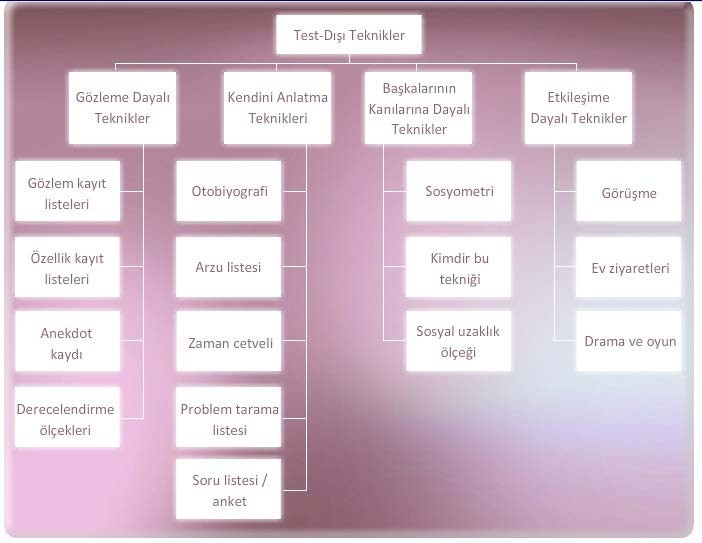 Test-Dışı Teknikler
Gözleme Dayalı
Teknikler
Gözlem kayıt
listeleri
Özellik kayıt
listeleri
Anekdot
kaydı
Derecelendirme
ölçekleri
Kendini Anlatma
Teknikleri
Otobiyografi
Arzu listesi
Zaman cetveli
Problem tarama
listesi
Soru listesi /
anket
Başkalarının
Kanılarına Dayalı
Teknikler
Sosyometri
Kimdir bu
tekniği
Sosyal uzaklık
ölçeği
Etkileşime
Dayalı Teknikler
Görüşme
Ev ziyaretleri
Drama ve oyun